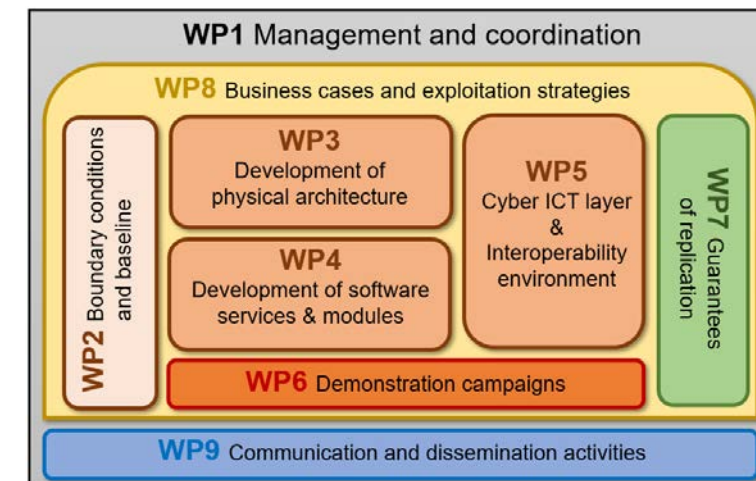 WP1 Management and coordination
WP8 Business cases and exploitation strategies
WP2 Boundary conditions
and baseline
WP3
Development of
physical architecture
WP4
Development of software
services & modules
WP5
Cyber ICT layer
&
Interoperability
environment
WP7 Guarantees
of replication
WP6 Demonstration campaigns
WP9 Communication and dissemination activities